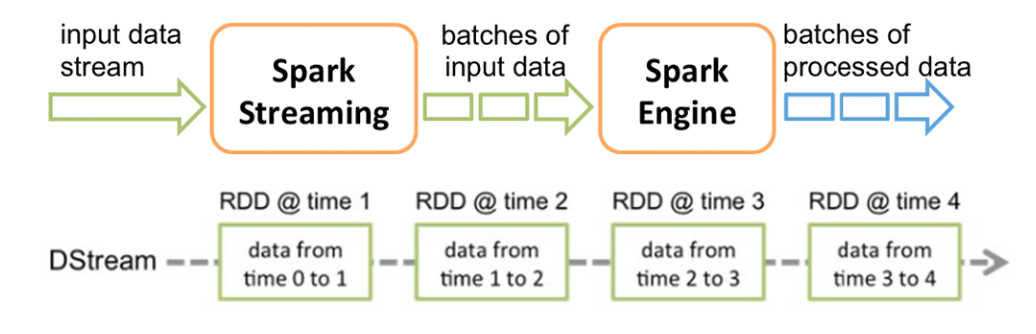 input data
stream
Spark
Streaming
batches of
input data
Spark
Engine
batches of
processed data
RDD @ time 1
RDD @ time 2
RDD @ time 3
RDD @ time 4
DStream
data from
time 0 to 1
data from
time 1 to 2
data from
time 2 to 3
data from
time 3 to 4